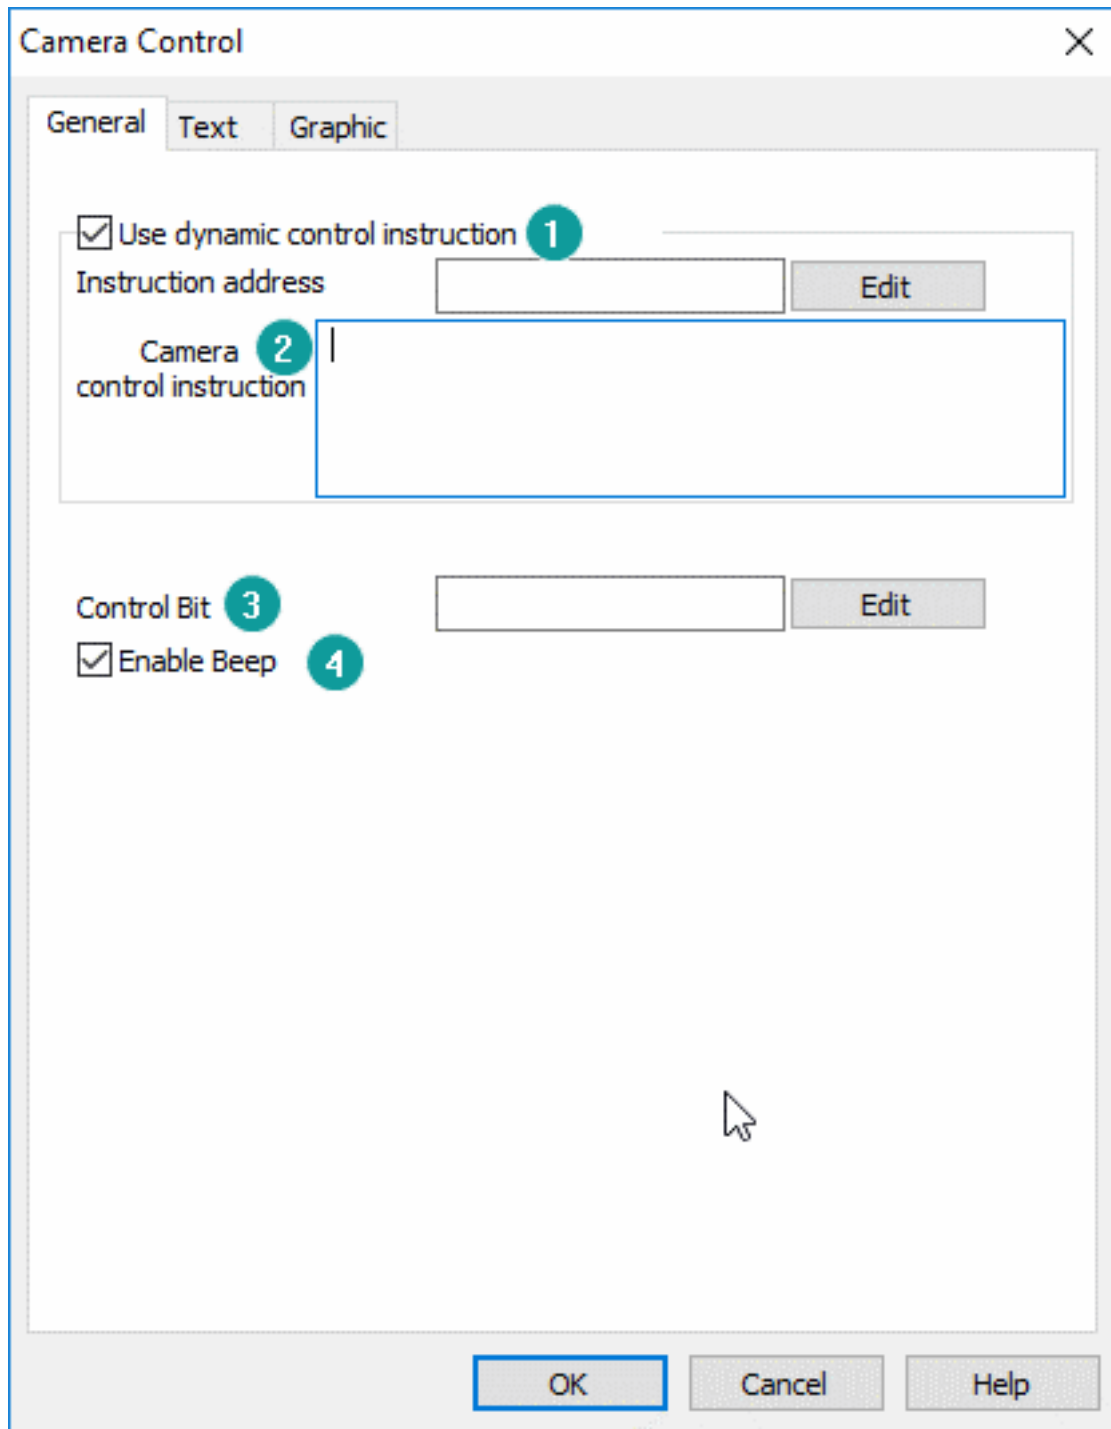 Camera Control
General Text Graphic
Use dynamic control instruction 1
Instruction address Edit
Camera 2
control instruction
Control Bit 3 Edit
Enable Beep 4
OK Cancel Help